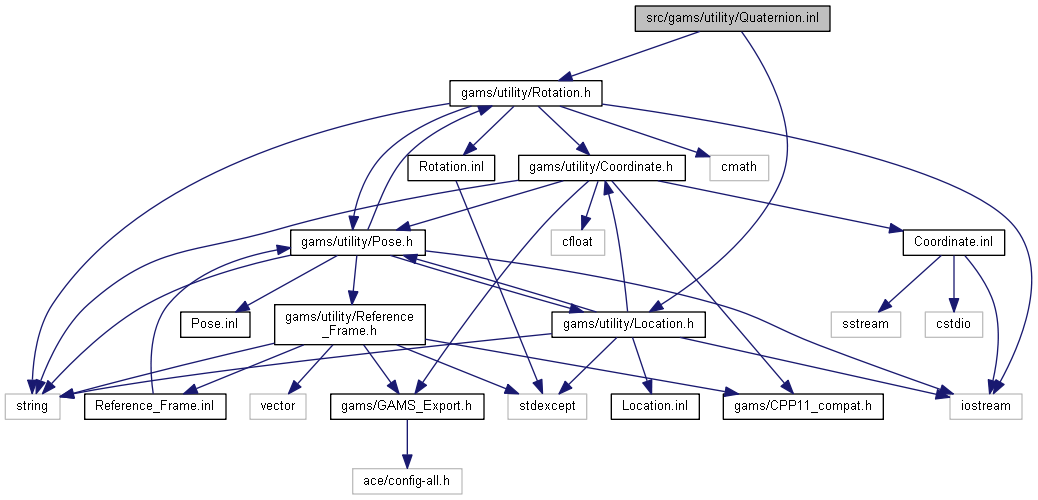 src/gams/utility/Quaternion.inl
gams/utility/Rotation.h
Rotation.inl
gams/utility/Coordinate.h
cmath
gams/utility/Pose.h
cfloat
Coordinate.inl
Pose.inl
gams/utility/Reference
_Frame.h
gams/utility/Location.h
sstream
cstdio
string
Reference_Frame.inl
vector
gams/GAMS_Export.h
stdexcept
Location.inl
gams/CPP11_compat.h
iostream
ace/config-all.h